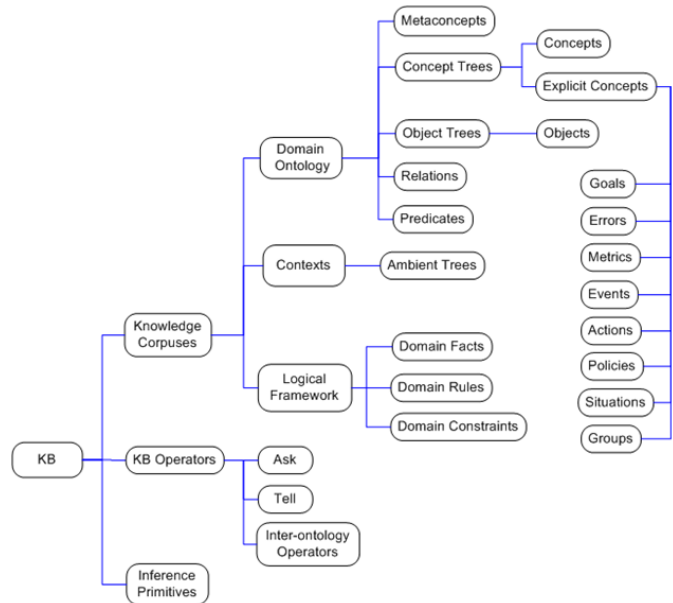 Metaconcepts
Concepts
Concept Trees
Explicit Concepts
Object Trees
Objects
Domain
Ontology
Relations
Goals
Predicates
Errors
Metrics
Contexts
Ambient Trees
Events
Knowledge
Corpuses
Actions
Domain Facts
Policies
Logical
Framework
Domain Rules
Situations
Domain Constraints
Groups
KB
KB Operators
Ask
Tell
Inter-ontology
Operators
Inference
Primitives